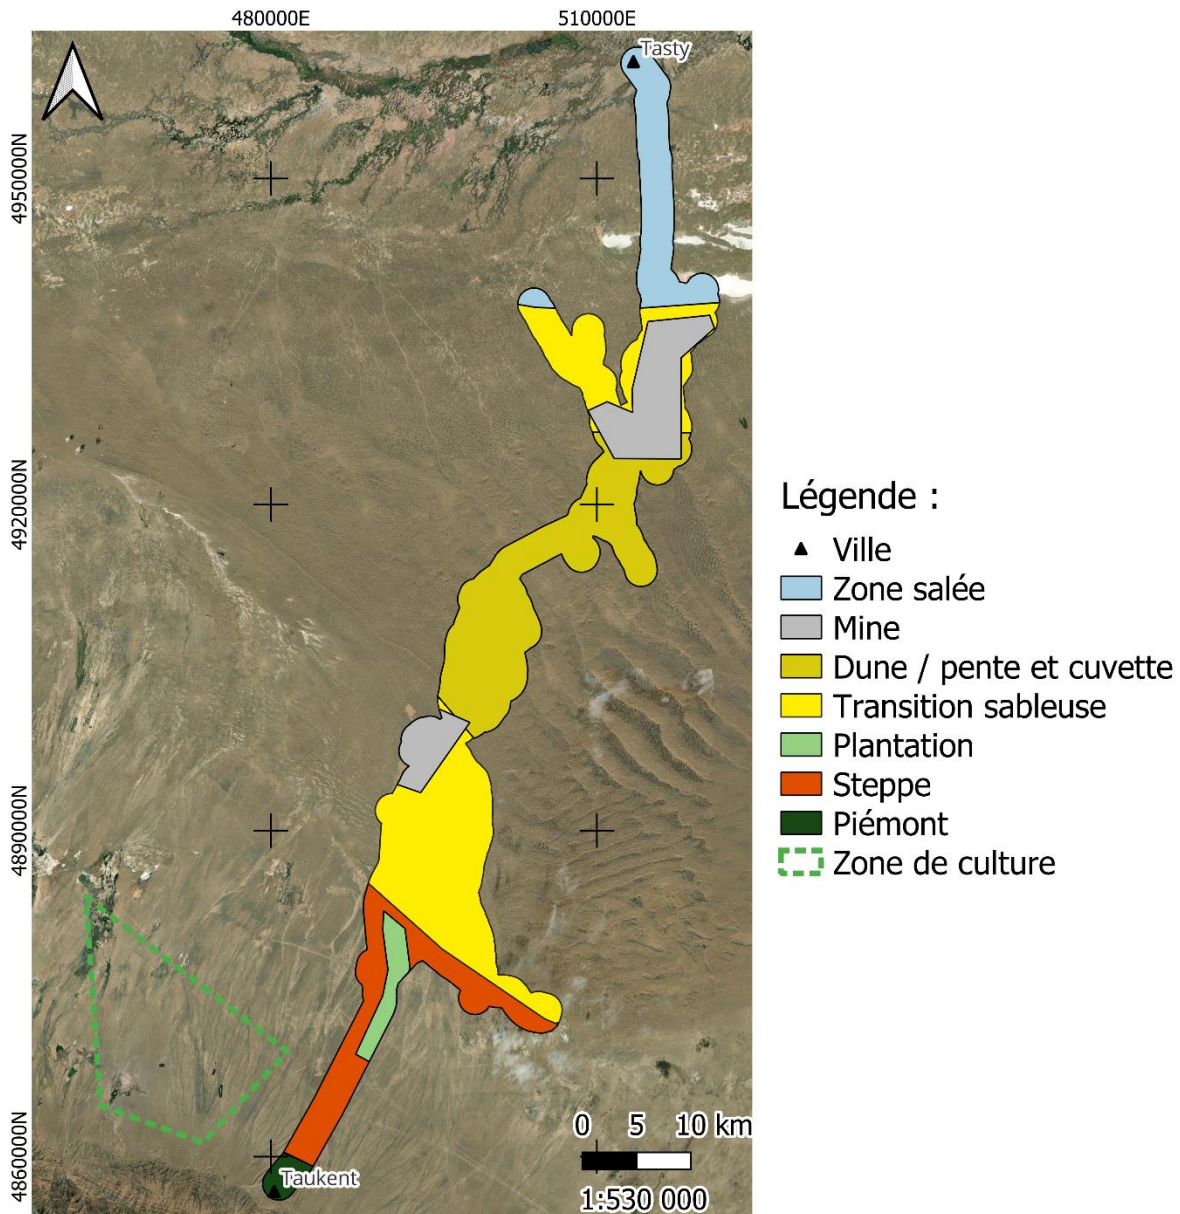 480000E
510000E
Tasty
4950000N
4920000N
4890000N
4860000N
Taukent
0 5 10 km
1:530 000
Légende :
Ville
Zone salée
Mine
Dune / pente et cuvette
Transition sableuse
Plantation
Steppe
Piémont
Zone de culture